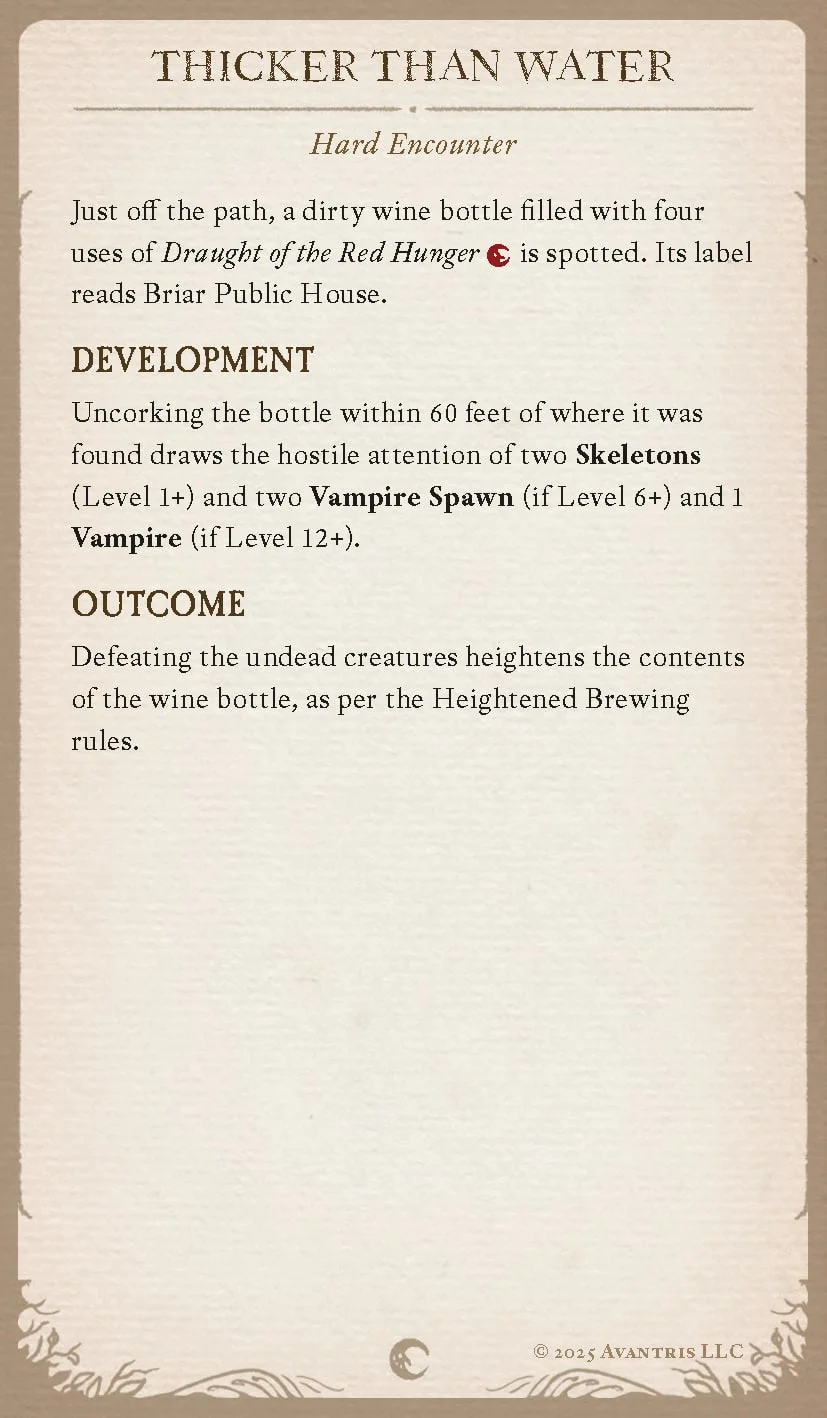 THICKER THAN WATER
Hard Encounter
Just off the path, a dirty wine bottle filled with four
uses of Draught of the Red Hunger is spotted. Its label
reads Briar Public House.
DEVELOPMENT
Uncorking the bottle within 60 feet of where it was
found draws the hostile attention of two Skeletons
(Level 1+) and two Vampire Spawn (if Level 6+) and 1
Vampire (if Level 12+).
OUTCOME
Defeating the undead creatures heightens the contents
of the wine bottle, as per the Heightened Brewing
rules.
© 2025 AVANTRIS LLC